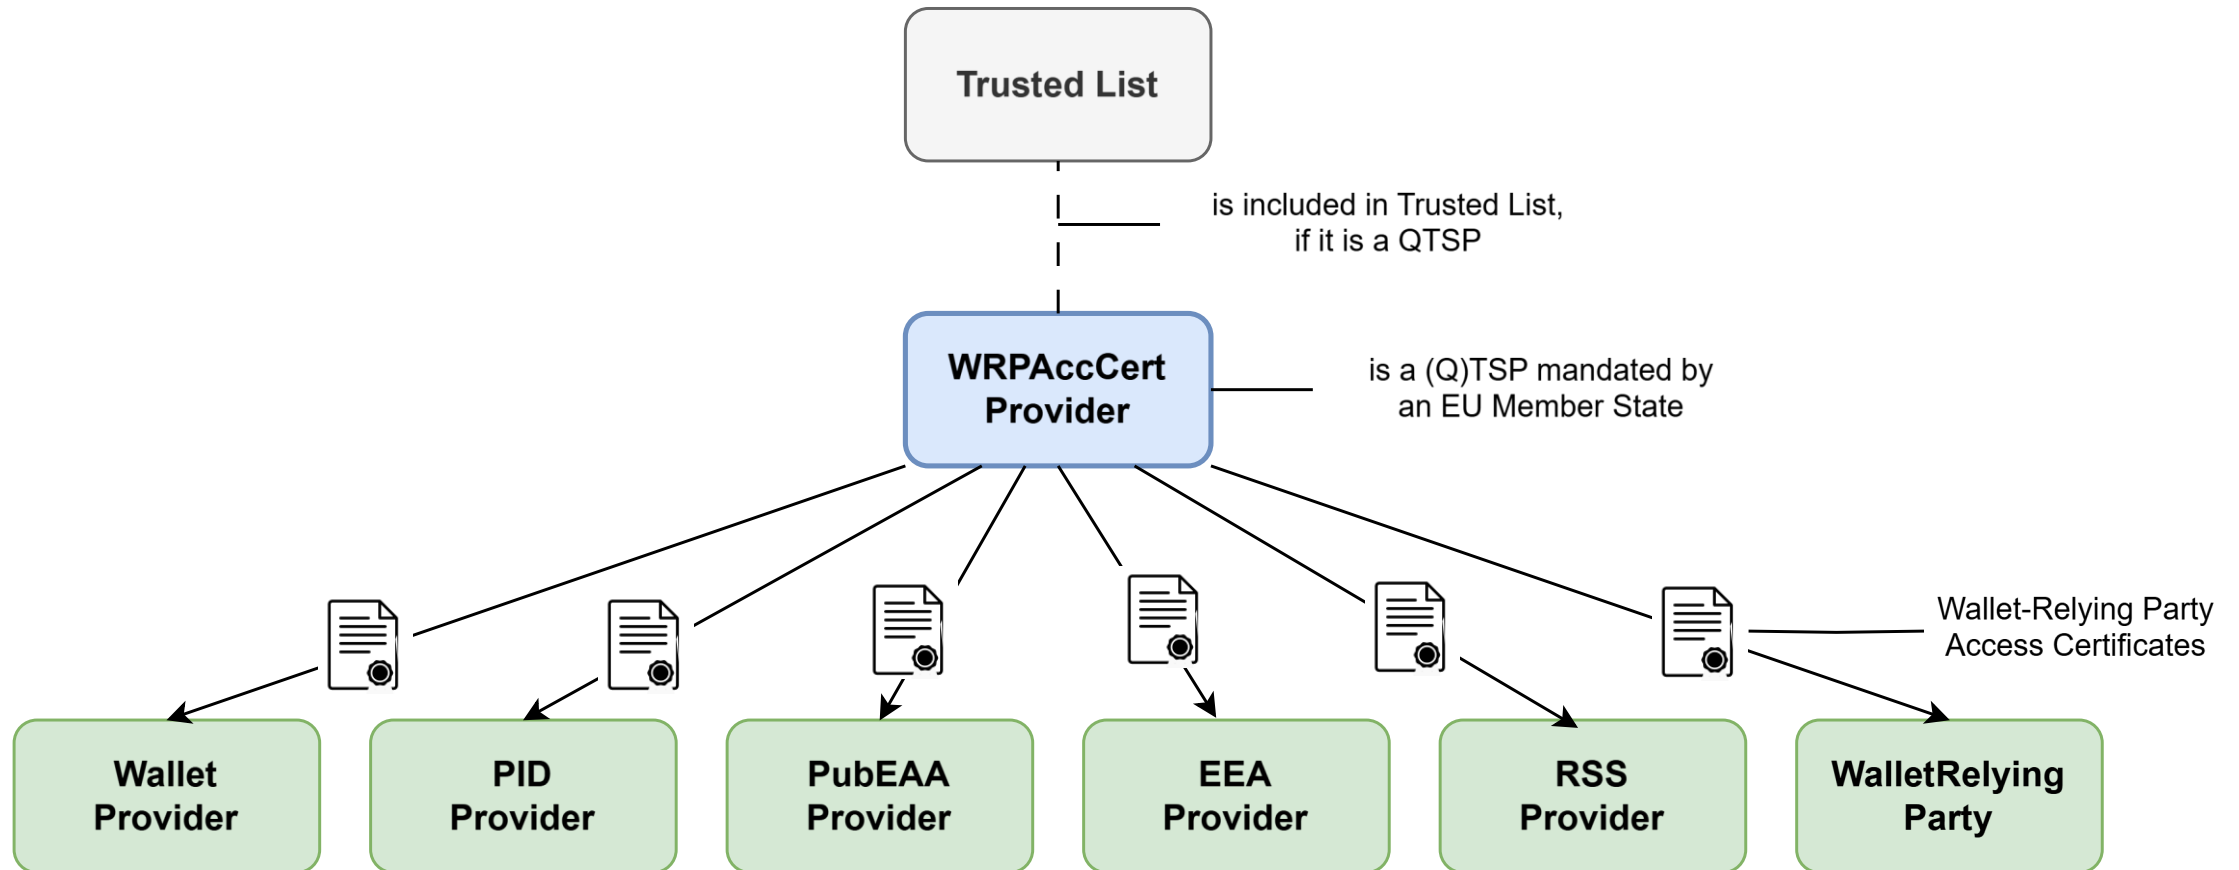 Trusted List
is included in Trusted List,
if it is a QTSP
WRPAccCert
Provider
is a (Q)TSP mandated by
an EU Member State
Wallet-Relying Party
Access Certificates
Wallet
Provider
PID
Provider
PubEAA
Provider
EEA
Provider
RSS
Provider
WalletRelying
Party